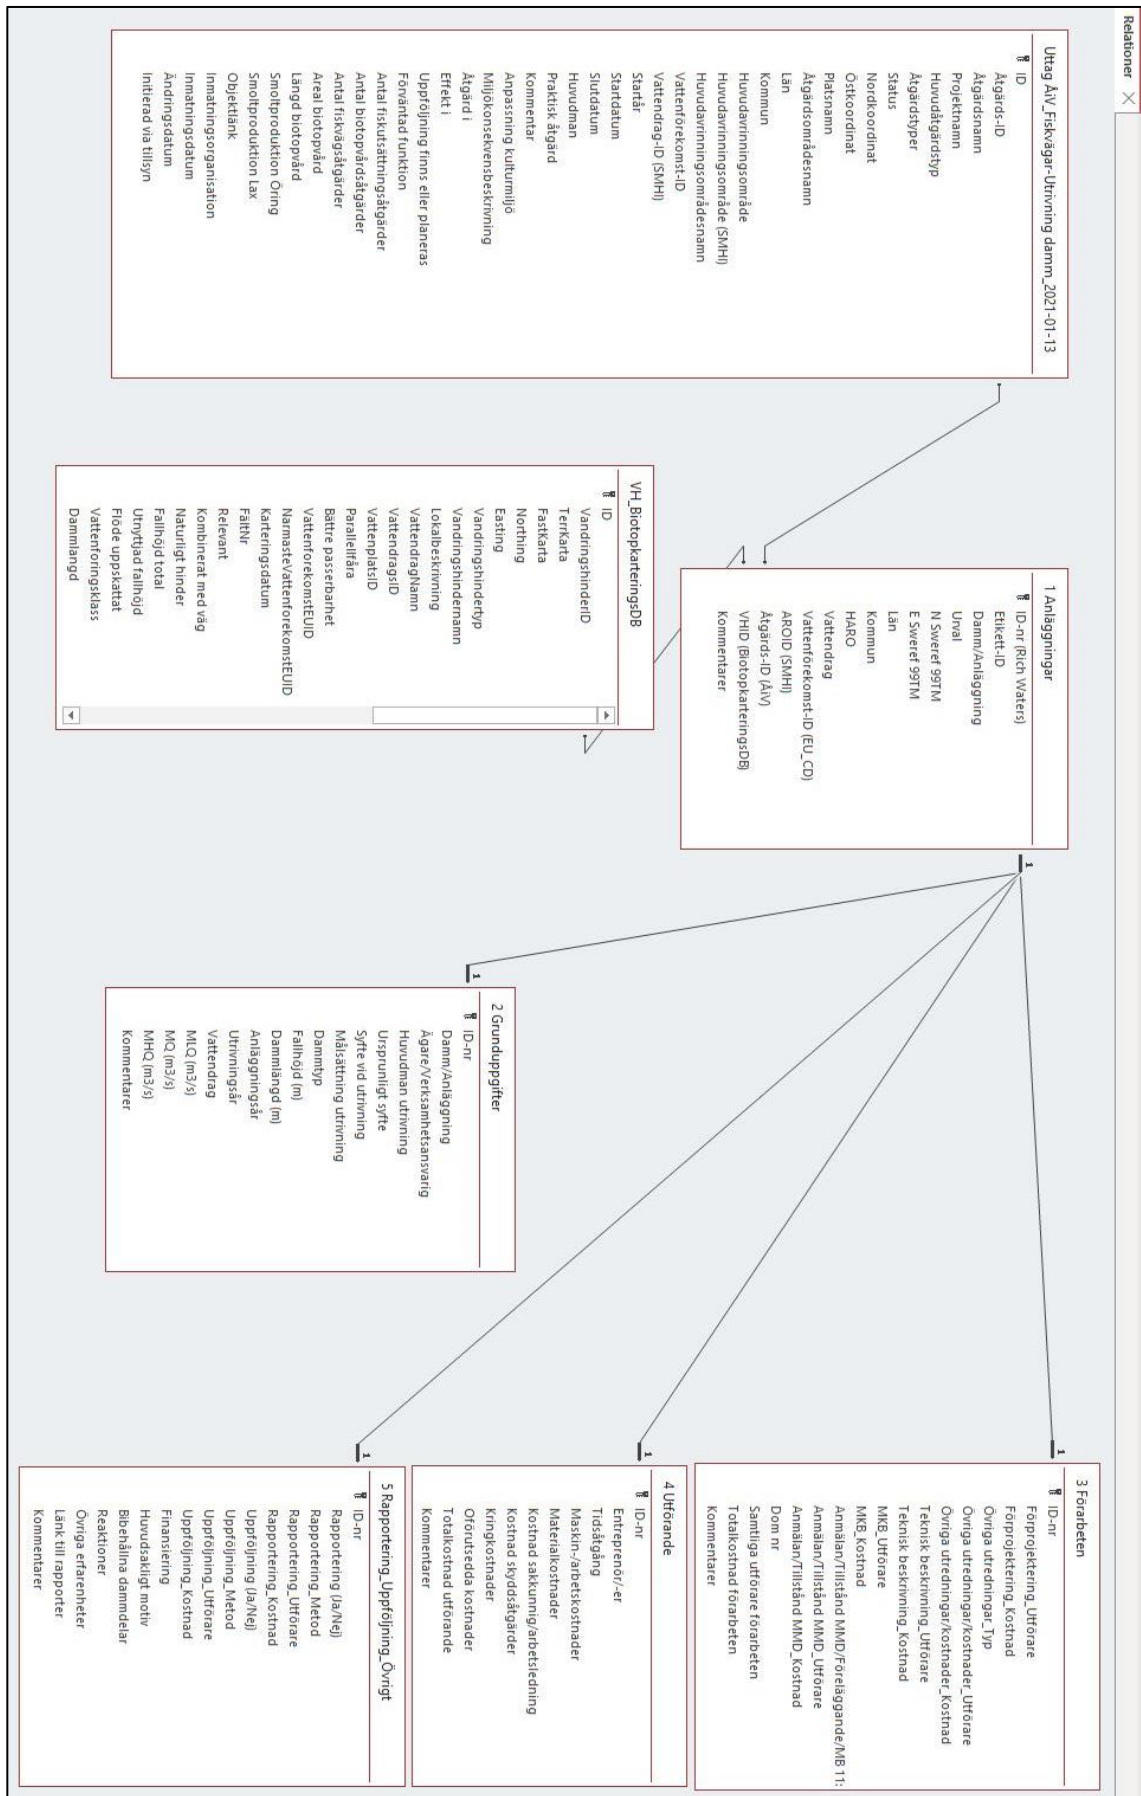 Relationer
Uttag ÅiV_Fiskvägar-Utrivning damm_2021-01-13
ID
Åtgärds-ID
Åtgärdsnamn
Projektnamn
Huvudåtgärdstyp
Åtgärdstyper
Status
Nordkoordinat
Östkoordinat
Platsnamn
Åtgärdsområdesnamn
Län
Kommun
Huvudavrinningsområde
Huvudavrinningsområde (SMHI)
Huvudavrinningsområdesnamn
Vattenförekomst-ID
Vattendrag-ID (SMHI)
Startår
Startdatum
Slutdatum
Huvudman
Praktisk åtgärd
Kommentar
Anpassning kulturmiljö
Miljökonsekvensbeskrivning
Åtgärd i
Effekt i
Uppföljning finns eller planeras
Förväntad funktion
Antal fiskutsättningsåtgärder
Antal biotopvårdsåtgärder
Antal fiskvägsåtgärder
Areal biotopvård
Längd biotopvård
Smoltproduktion Öring
Smoltproduktion Lax
Objektlänk
Inmatningsorganisation
Inmatningsdatum
Ändringsdatum
Initierad via tillsyn
VH_BiotopkarteringsDB
ID
VandringshinderID
TerrKarta
FastKarta
Northing
Easting
Vandringshindertyp
Vandringshindernamn
Lokalbeskrivning
VattendragNamn
VattendragsID
VattenplatsID
Parallellfåra
Bättre passerbarhet
VattenforekomstEUID
NarmasteVattenforekomstEUID
Karteringsdatum
FältNr
Relevant
Kombinerat med väg
Naturligt hinder
Fallhöjd total
Utnyttjad fallhöjd
Flöde uppskattat
Vattenforingsklass
Dammlangd
1 Anläggningar
ID-nr (Rich Waters)
Etikett-ID
Damm/Anläggning
Urval
N Sweref 99TM
E Sweref 99TM
Län
Kommun
HARO
Vattendrag
Vattenförekomst-ID (EU_CD)
AROID (SMHI)
Åtgärds-ID (ÅiV)
VHID (BiotopkarteringsDB)
Kommentarer
1
1
2 Grunduppgifter
ID-nr
Damm/Anläggning
Ägare/Verksamhetsansvarig
Huvudman utrivning
Ursprunligt syfte
Syfte vid utrivning
Målsättning utrivning
Dammtyp
Fallhöjd (m)
Dammlängd (m)
Anläggningsår
Utrivningsår
Vattendrag
MLQ (m3/s)
MQ (m3/s)
MHQ (m3/s)
Kommentarer
1
3 Förarbeten
ID-nr
Förprojektering_Utförare
Förprojektering_Kostnad
Övriga utredningar_Typ
Övriga utredningar/kostnader_Utförare
Övriga utredningar/kostnader_Kostnad
Teknisk beskrivning_Utförare
Teknisk beskrivning_Kostnad
MKB_Utförare
MKB_Kostnad
Anmälan/Tillstånd MMD/Föreläggande/MB 11:
Anmälan/Tillstånd MMD_Utförare
Anmälan/Tillstånd MMD_Kostnad
Dom nr
Samtliga utförare förarbeten
Totalkostnad förarbeten
Kommentarer
1
4 Utförande
ID-nr
Entreprenör/-er
Tidsåtgång
Maskin-/arbetskostnader
Materialkostnader
Kostnad sakkunnig/arbetsledning
Kostnad skyddsåtgärder
Kringkostnader
Oförutsedda kostnader
Totalkostnad utförande
Kommentarer
1
5 Rapportering_Uppföljning_Övrigt
ID-nr
Rapportering (Ja/Nej)
Rapportering_Metod
Rapportering_Utförare
Rapportering_Kostnad
Uppföljning (Ja/Nej)
Uppföljning_Metod
Uppföljning_Utförare
Uppföljning_Kostnad
Finansiering
Huvudsakligt motiv
Bibehållna dammdelar
Reaktioner
Övriga erfarenheter
Länk till rapporter
Kommentarer